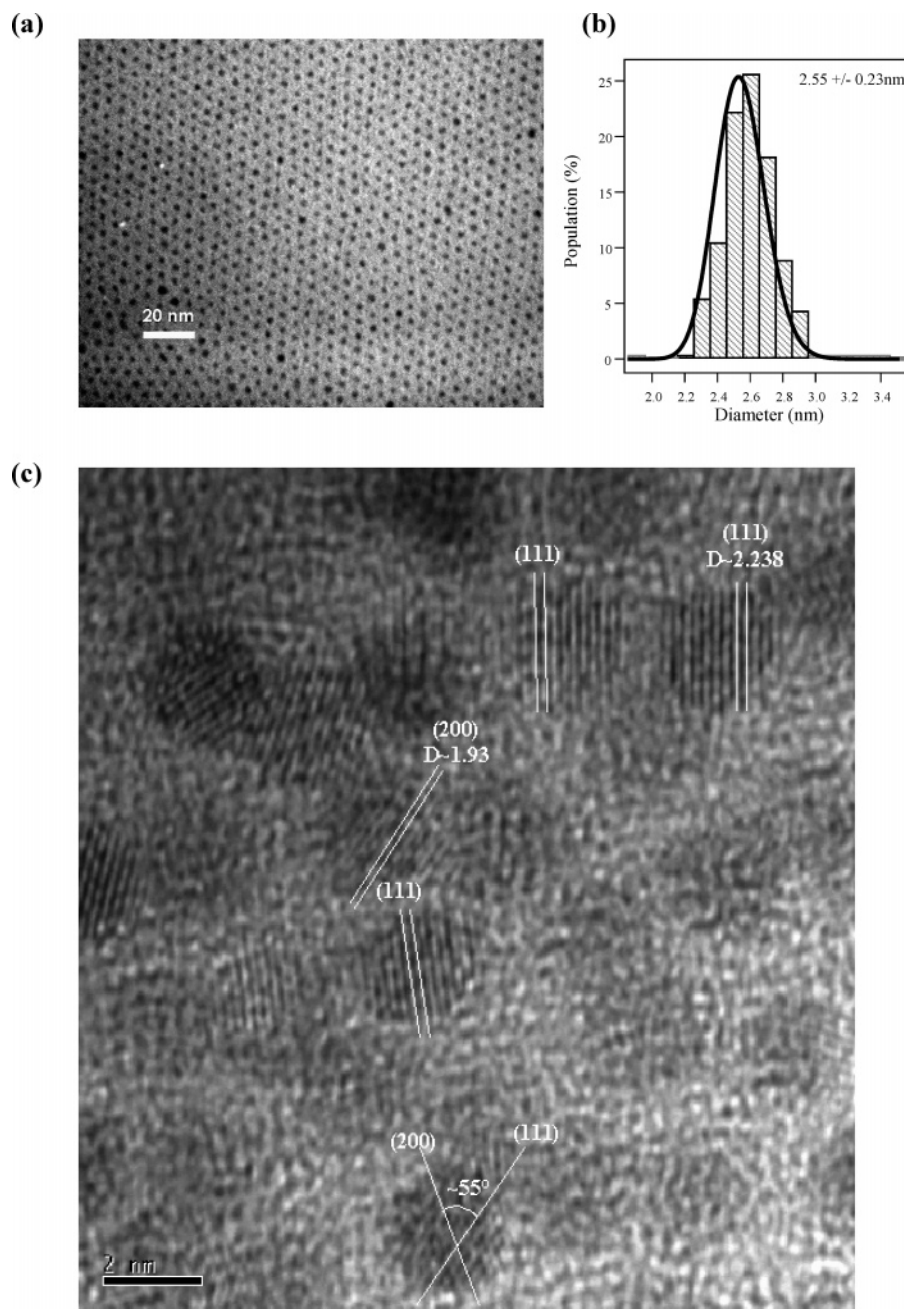 (a)
20 nm
(b)
2.55 +/- 0.23nm
Population (%)
25
20
15
10
5
0
2.0 2.2 2.4 2.6 2.8 3.0 3.2 3.4
Diameter (nm)
(c)
(111)
(111)
D~2.238
(200)
D~1.93
(111)
(200)
(111)
~55°
2 nm